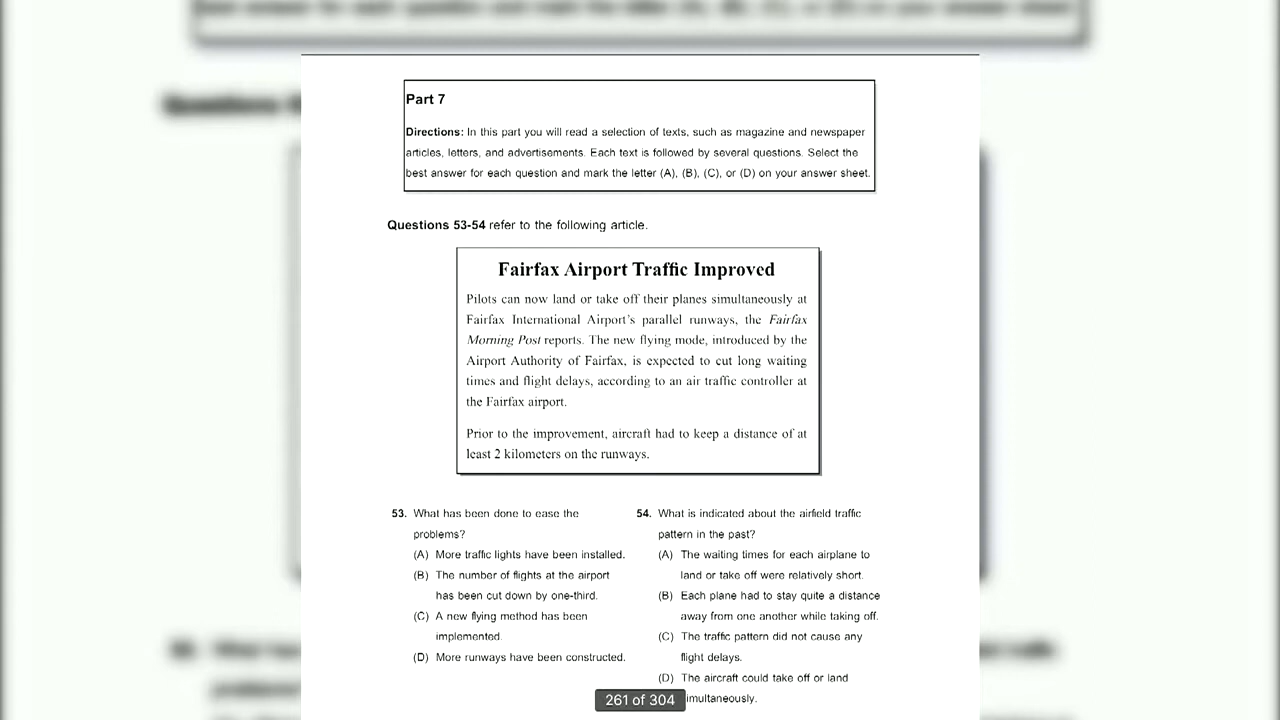 Part 7
Directions: In this part you will read a selection of texts, such as magazine and newspaper
articles, letters, and advertisements. Each text is followed by several questions. Select the
best answer for each question and mark the letter (A), (B), (C), or (D) on your answer sheet.
Questions 53-54 refer to the following article.
Fairfax Airport Traffic Improved
Pilots can now land or take off their planes simultaneously at
Fairfax International Airport's parallel runways, the Fairfax
Morning Post reports. The new flying mode, introduced by the
Airport Authority of Fairfax, is expected to cut long waiting
times and flight delays, according to an air traffic controller at
the Fairfax airport.
Prior to the improvement, aircraft had to keep a distance of at
least 2 kilometers on the runways.
53. What has been done to ease the
problems?
(A) More traffic lights have been installed.
(B) The number of flights at the airport
has been cut down by one-third.
(C) A new flying method has been
implemented.
(D) More runways have been constructed.
54. What is indicated about the airfield traffic
pattern in the past?
(A) The waiting times for each airplane to
land or take off were relatively short.
(B) Each plane had to stay quite a distance
away from one another while taking off.
(C) The traffic pattern did not cause any
flight delays.
(D) The aircraft could take off or land
imultaneously.
261 of 304